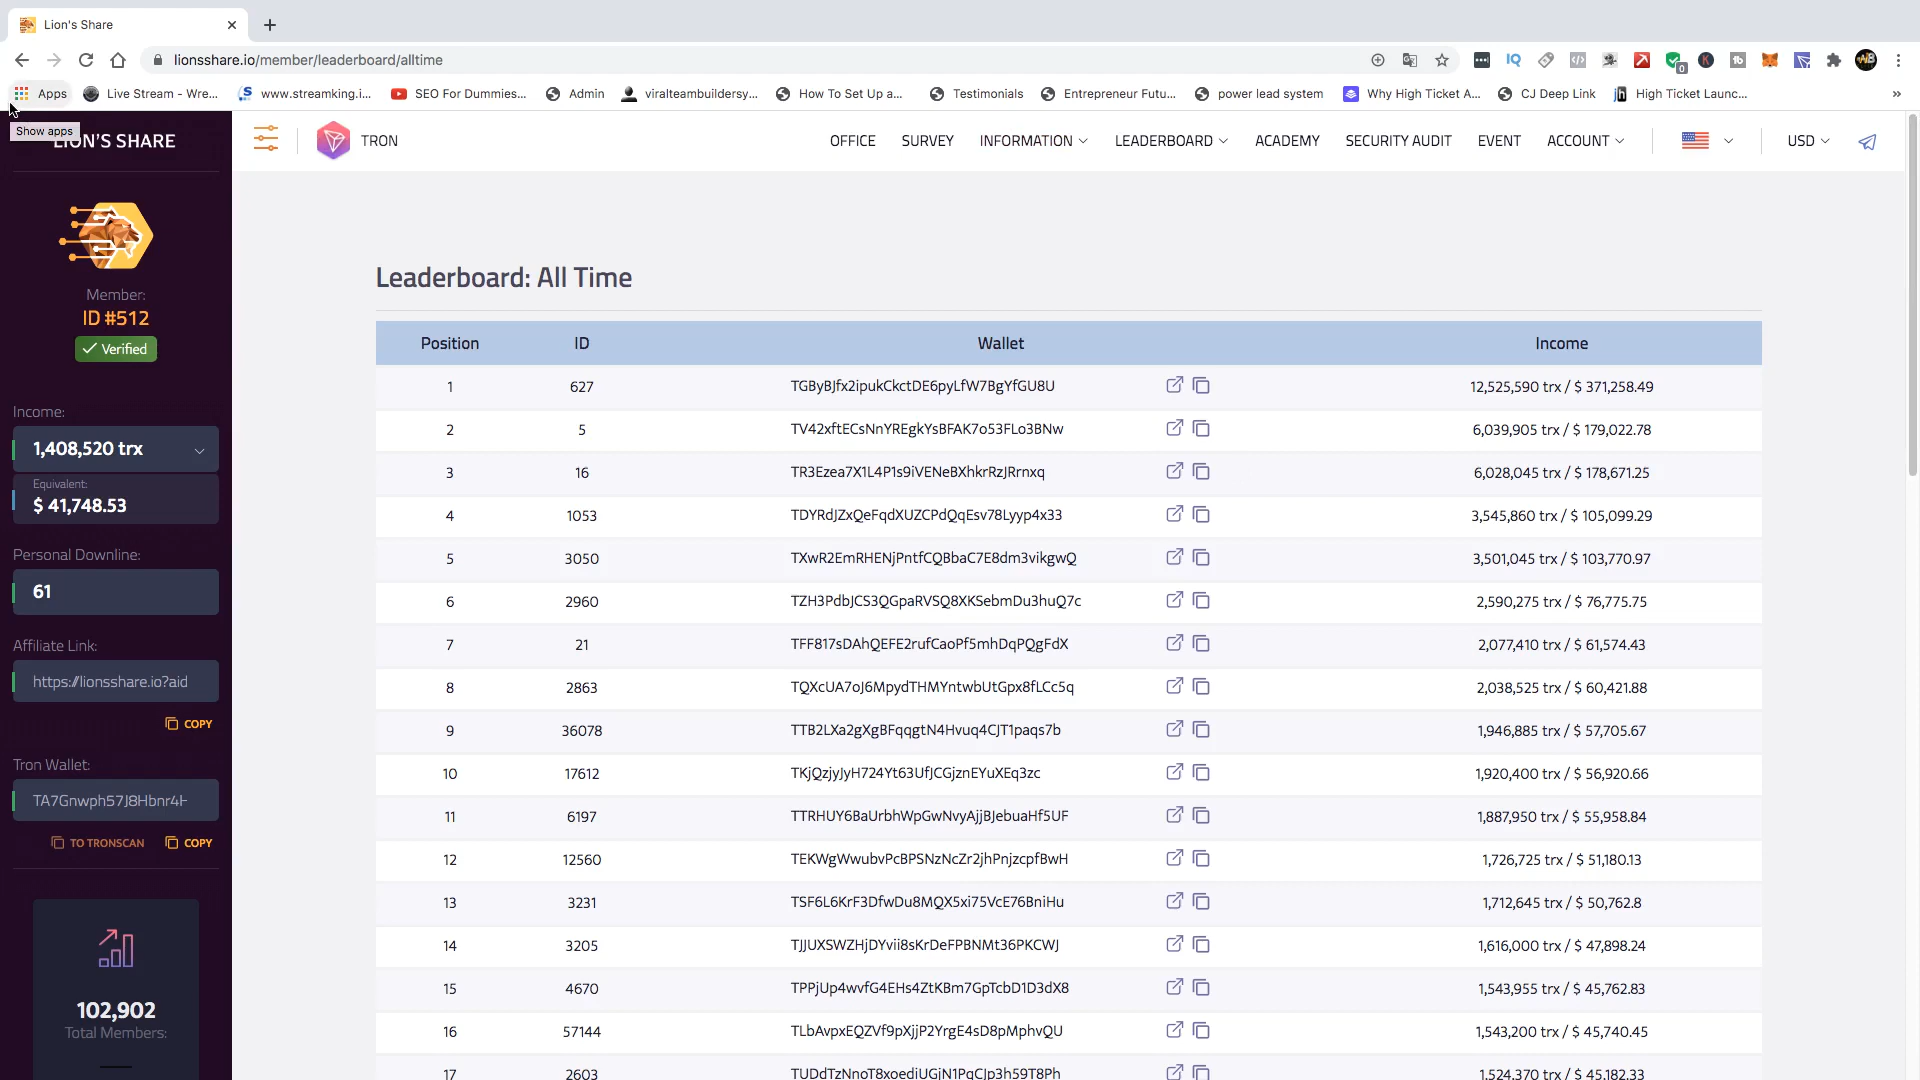 Lion's Share
lionsshare.io/member/leaderboard/alltime
Apps
Live Stream - Wre...
www.streamking.i...
SEO For Dummies...
Admin
viralteambuildersy...
How To Set Up a...
Testimonials
Entrepreneur Futu...
power lead system
Why High Ticket A...
CJ Deep Link
High Ticket Launc...
Show apps
LION'S SHARE
TRON
OFFICE
SURVEY
INFORMATION
LEADERBOARD
ACADEMY
SECURITY AUDIT
EVENT
ACCOUNT
USD
Member:
ID #512
Verified
Income:
1,408,520 trx
Equivalent:
$ 41,748.53
Personal Downline:
61
Affiliate Link:
https://lionsshare.io?aid
COPY
Tron Wallet:
TO TRONSCAN
COPY
102,902
Total Members:
Leaderboard: All Time
Position ID Wallet Income
1 627 TGByBJfx2ipukCkctDE6pyLfW7BgYfGU8U 12,525,590 trx / $ 371,258.49
2 5 TV42xftECsNnYREgkYsBFAK7o53FLo3BNw 6,039,905 trx / $ 179,022.78
3 16 TR3Ezea7X1L4P1s9iVENeBXhkrRzJRrnxq 6,028,045 trx / $ 178,671.25
4 1053 TDYRdJZxQeFqdXUZCPdQqEsv78Lyyp4x33 3,545,860 trx / $ 105,099.29
5 3050 TXwR2EmRHENjPntfCQBbaC7E8dm3vikgwQ 3,501,045 trx / $ 103,770.97
6 2960 TZH3PdbJCS3QGpaRVSQ8XKSebmDu3huQ7c 2,590,275 trx / $ 76,775.75
7 21 TFF817sDAhQEFE2rufCaoPf5mhDqPQgFdX 2,077,410 trx / $ 61,574.43
8 2863 TQXcUA7oJ6MpydTHMYntwbUtGpx8fLCc5q 2,038,525 trx / $ 60,421.88
9 36078 TTB2LXa2gXgBFqqgtN4Hvuq4CJT1paqs7b 1,946,885 trx / $ 57,705.67
10 17612 TKjQzjyJyH724Yt63UfJCGjznEYuXEq3zc 1,920,400 trx / $ 56,920.66
11 6197 TTRHUY6BaUrbhWpGwNvyAjjBJebuaHf5UF 1,887,950 trx / $ 55,958.84
12 12560 TEKWgWwubvPcBPSNzNcZr2jhPnjzcpfBwH 1,726,725 trx / $ 51,180.13
13 3231 TSF6L6KrF3DfwDu8MQX5xi75VcE76BniHu 1,712,645 trx / $ 50,762.8
14 3205 TJJUXSWZHjDYvii8sKrDeFPBNMt36PKCWJ 1,616,000 trx / $ 47,898.24
15 4670 TPPjUp4wvfG4EHs4ZtKBm7GpTcbD1D3dX8 1,543,955 trx / $ 45,762.83
16 57144 TLbAvpxEQZVf9pXjjP2YrgE4sD8pMphvQU 1,543,200 trx / $ 45,740.45
17 2603 TUDdTzNnoT8xoediUGjN1PqCJp3h59T8Ph 1,524,370 trx / $ 45,182.33